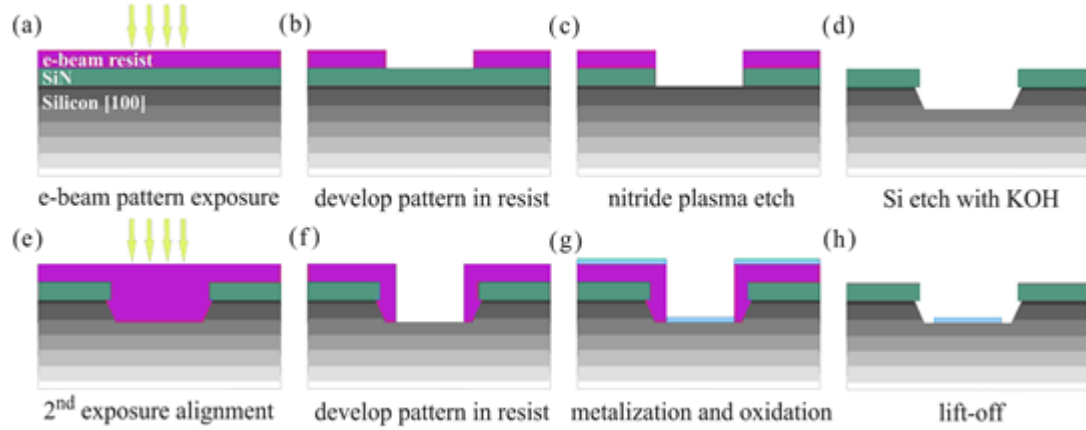 (a)
(b)
(c)
(d)
e-beam resist
SiN
Silicon [100]
e-beam pattern exposure
develop pattern in resist
nitride plasma etch
Si etch with KOH
(e)
(f)
(g)
(h)
2nd exposure alignment
develop pattern in resist
metalization and oxidation
lift-off